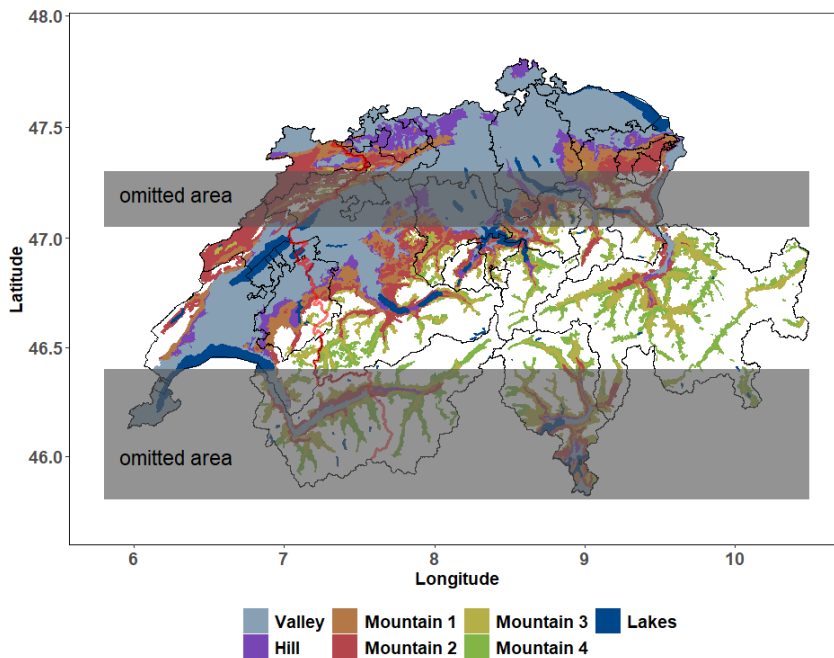 48.0
47.5
omitted area
47.0
Latitude
46.5
omitted area
46.0
6 7 8 9 10
Longitude
Valley Mountain 1 Mountain 3 Lakes
Hill Mountain 2 Mountain 4